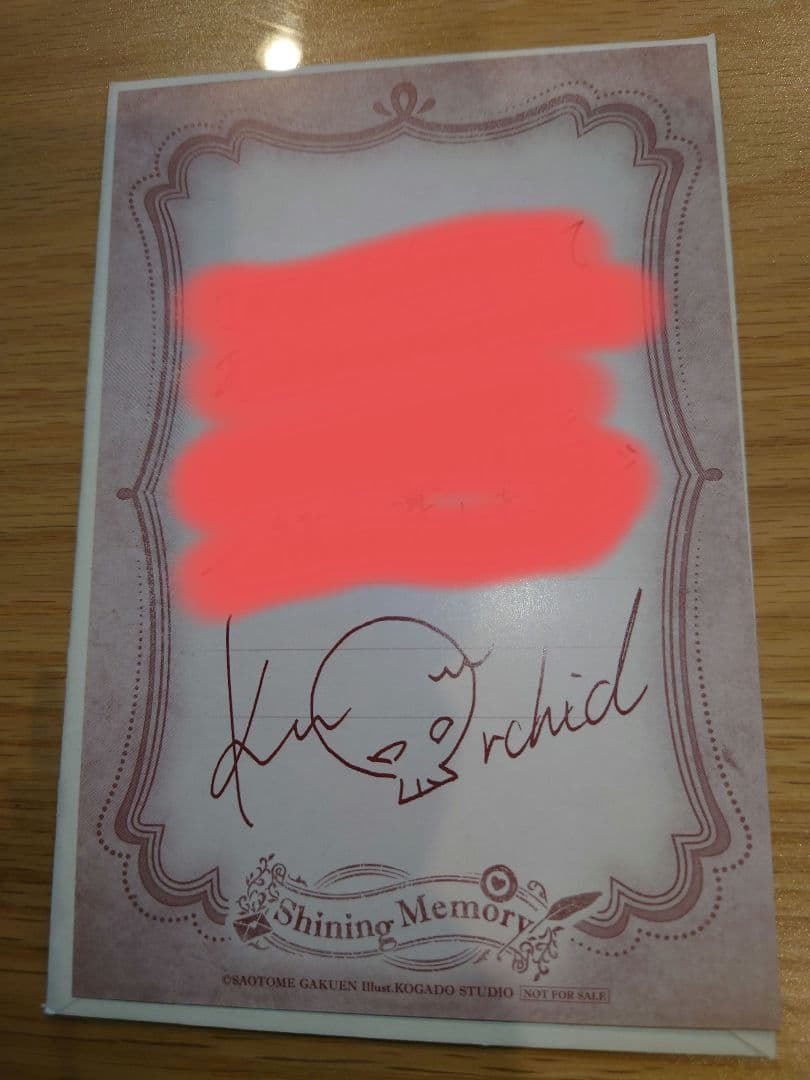 Ku Orchid
Shining Memory
©SAOTOME GAKUEN Illust.KOGADO STUDIO NOT FOR SALE